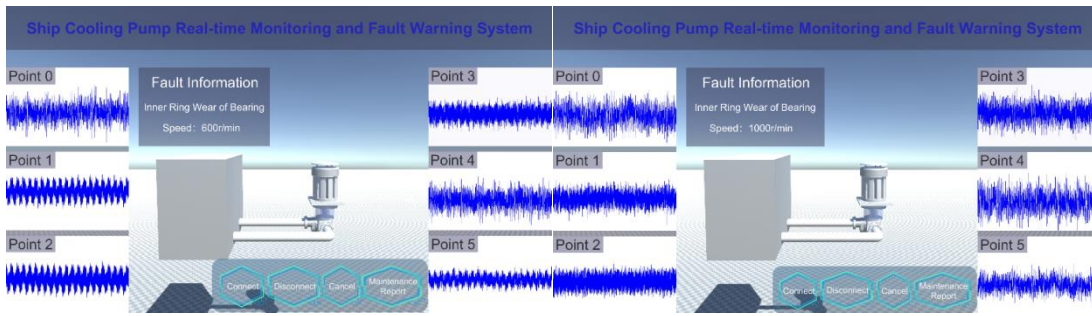 Ship Cooling Pump Real-time Monitoring and Fault Warning System
Point 0
Fault Information
Inner Ring Wear of Bearing
Speed: 600r/min
Point 3
Point 1
Point 4
Point 2
Point 5
Connect
Disconnect
Cancel
Maintenance
Report
Ship Cooling Pump Real-time Monitoring and Fault Warning System
Point 0
Fault Information
Inner Ring Wear of Bearing
Speed: 1000r/min
Point 3
Point 1
Point 4
Point 2
Point 5
Connect
Disconnect
Cancel
Maintenance
Report